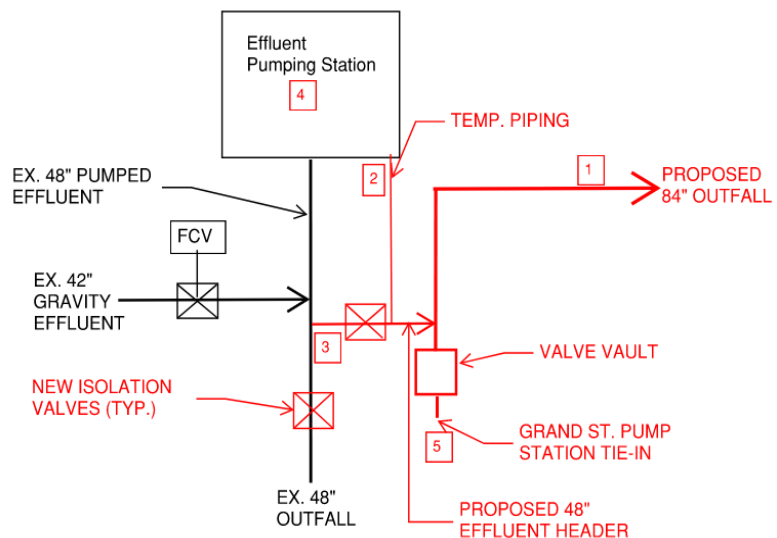 Effluent
Pumping Station
4
TEMP. PIPING
EX. 48" PUMPED
EFFLUENT
2
1
PROPOSED
84" OUTFALL
FCV
EX. 42"
GRAVITY
EFFLUENT
3
VALVE VAULT
NEW ISOLATION
VALVES (TYP.)
5
GRAND ST. PUMP
STATION TIE-IN
EX. 48"
OUTFALL
PROPOSED 48"
EFFLUENT HEADER